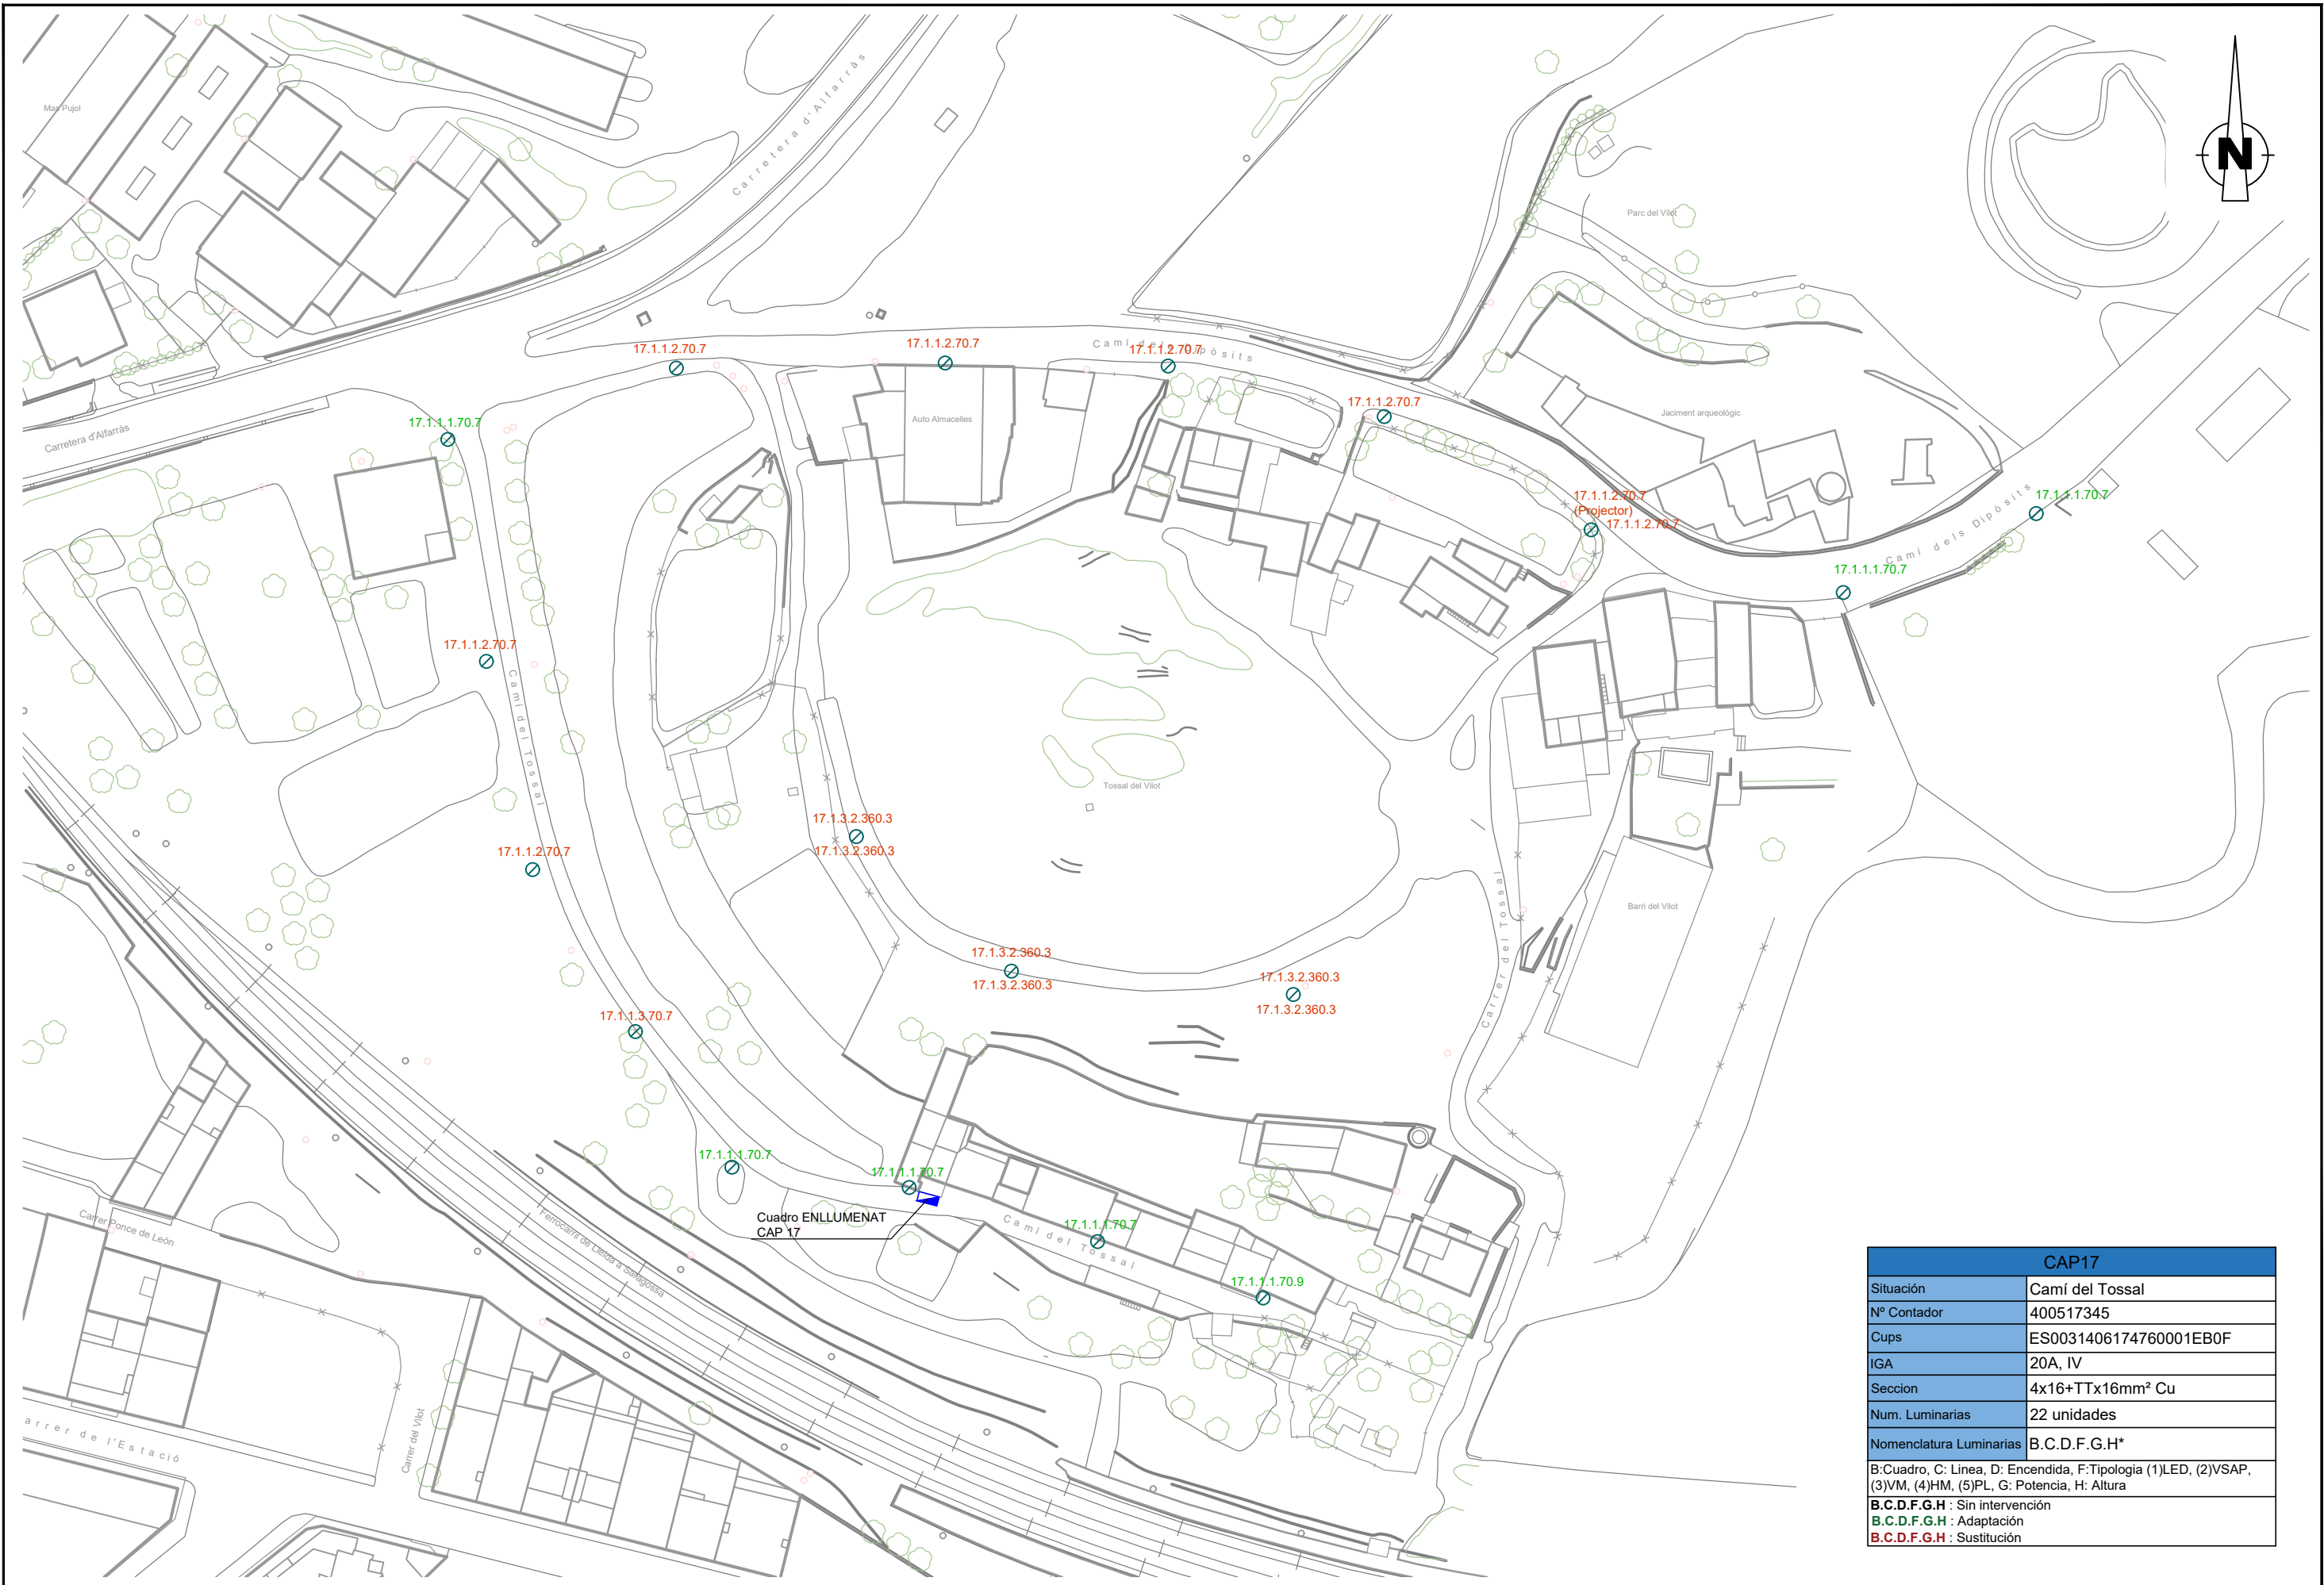 Mas Pujol
Carretera d'Alfarràs
N
Parc del Vilot
17.1.1.2.70.7
17.1.1.2.70.7
Camí dels Dipòsits
17.1.1.2.70.7
17.1.1.2.70.7
Auto Almacelles
Jaciment arqueològic
17.1.1.1.70.7
Carretera d'Alfarràs
17.1.1.2.70.7
(Projector)
17.1.1.2.70.7
17.1.1.1.70.7
Camí dels Dipòsits
17.1.1.1.70.7
17.1.1.2.70.7
Camí del Tossal
Tossal del Vilot
17.1.3.2.360.3
17.1.3.2.360.3
17.1.1.2.70.7
Carrer del Tossal
Barri del Vilot
17.1.3.2.360.3
17.1.3.2.360.3
17.1.3.2.360.3
17.1.3.2.360.3
17.1.1.3.70.7
17.1.1.1.70.7
17.1.1.1.70.7
Cuadro ENLLUMENAT
CAP 17
Camí del Tossal
17.1.1.1.70.7
17.1.1.1.70.9
Carrer Ponce de León
Ferrocarril de Lleida a Saragossa
Carrer del Vilot
arrer de l'Estació
CAP17
Situación Camí del Tossal
Nº Contador 400517345
Cups ES0031406174760001EB0F
IGA 20A, IV
Seccion 4x16+TTx16mm² Cu
Num. Luminarias 22 unidades
Nomenclatura Luminarias B.C.D.F.G.H*
B:Cuadro, C: Linea, D: Encendida, F:Tipologia (1)LED, (2)VSAP,
(3)VM, (4)HM, (5)PL, G: Potencia, H: Altura
B.C.D.F.G.H : Sin intervención
B.C.D.F.G.H : Adaptación
B.C.D.F.G.H : Sustitución